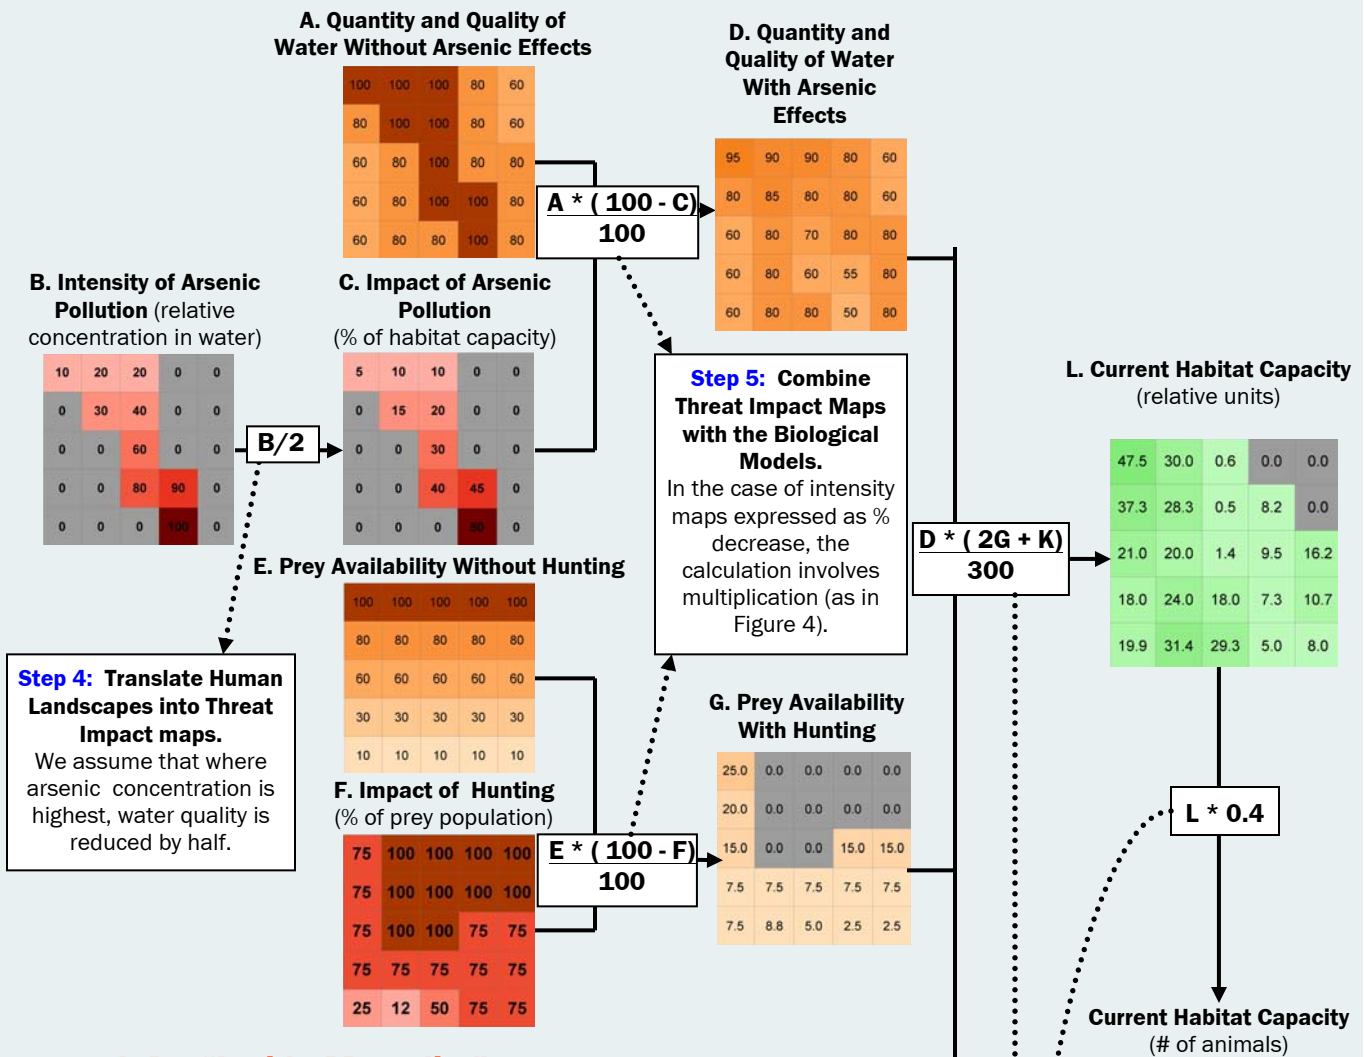 A. Quantity and Quality of
Water Without Arsenic Effects
100 100 100 80 60
80 100 100 80 60
60 80 100 80 80
60 80 100 100 80
60 80 80 100 80
D. Quantity and
Quality of Water
With Arsenic
Effects
95 90 90 80 60
80 85 80 80 60
60 80 70 80 80
60 80 60 55 80
60 80 80 50 80
A * ( 100 - C)
100
B. Intensity of Arsenic
Pollution (relative
concentration in water)
10 20 20 0 0
0 30 40 0 0
0 0 60 0 0
0 0 80 90 0
0 0 0 100 0
B/2
C. Impact of Arsenic
Pollution
(% of habitat capacity)
5 10 10 0 0
0 15 20 0 0
0 0 30 0 0
0 0 40 45 0
0 0 0 50 0
Step 5: Combine
Threat Impact Maps
with the Biological
Models.
In the case of intensity
maps expressed as %
decrease, the
calculation involves
multiplication (as in
Figure 4).
L. Current Habitat Capacity
(relative units)
47.5 30.0 0.6 0.0 0.0
37.3 28.3 0.5 8.2 0.0
21.0 20.0 1.4 9.5 16.2
18.0 24.0 18.0 7.3 10.7
19.9 31.4 29.3 5.0 8.0
D * ( 2G + K)
300
E. Prey Availability Without Hunting
100 100 100 100 100
80 80 80 80 80
60 60 60 60 60
30 30 30 30 30
10 10 10 10 10
Step 4: Translate Human
Landscapes into Threat
Impact maps.
We assume that where
arsenic concentration is
highest, water quality is
reduced by half.
F. Impact of Hunting
(% of prey population)
75 100 100 100 100
75 100 100 100 100
75 100 100 75 75
75 75 75 75 75
25 12 50 75 75
E * ( 100 - F)
100
G. Prey Availability
With Hunting
25.0 0.0 0.0 0.0 0.0
20.0 0.0 0.0 0.0 0.0
15.0 0.0 0.0 15.0 15.0
7.5 7.5 7.5 7.5 7.5
7.5 8.8 5.0 2.5 2.5
L * 0.4
Current Habitat Capacity
(# of animals)